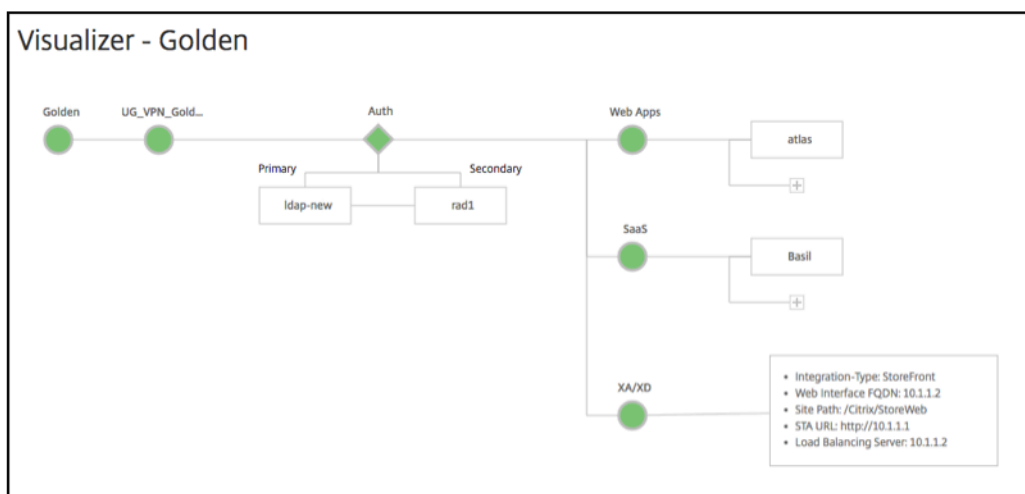 Visualizer - Golden
Golden
UG_VPN_Gold...
Auth
Web Apps
atlas
Primary
Secondary
ldap-new
rad1
SaaS
Basil
XA/XD
• Integration-Type: StoreFront
• Web Interface FQDN: 10.1.1.2
• Site Path: /Citrix/StoreWeb
• STA URL: http://10.1.1.1
• Load Balancing Server: 10.1.1.2